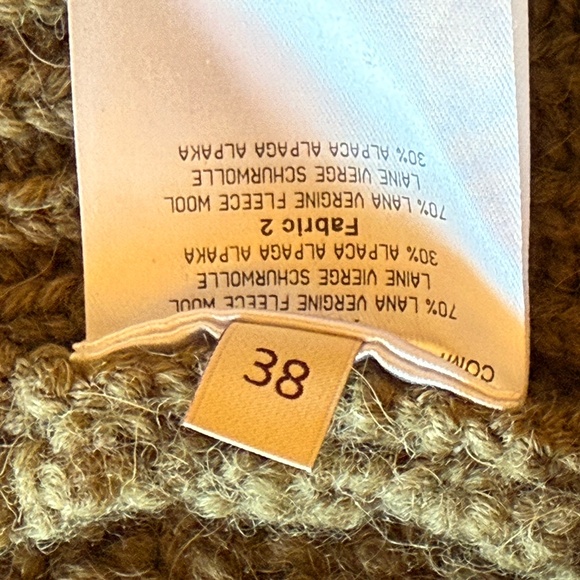 COM
70% LANA VERGINE FLEECE WOOL
LAINE VIERGE SCHURWOLLE
30% ALPACA ALPAGA ALPAKA
Fabric 2
70% LANA VERGINE FLEECE WOOL
LAINE VIERGE SCHURWOLLE
30% ALPACA ALPAGA ALPAKA
38